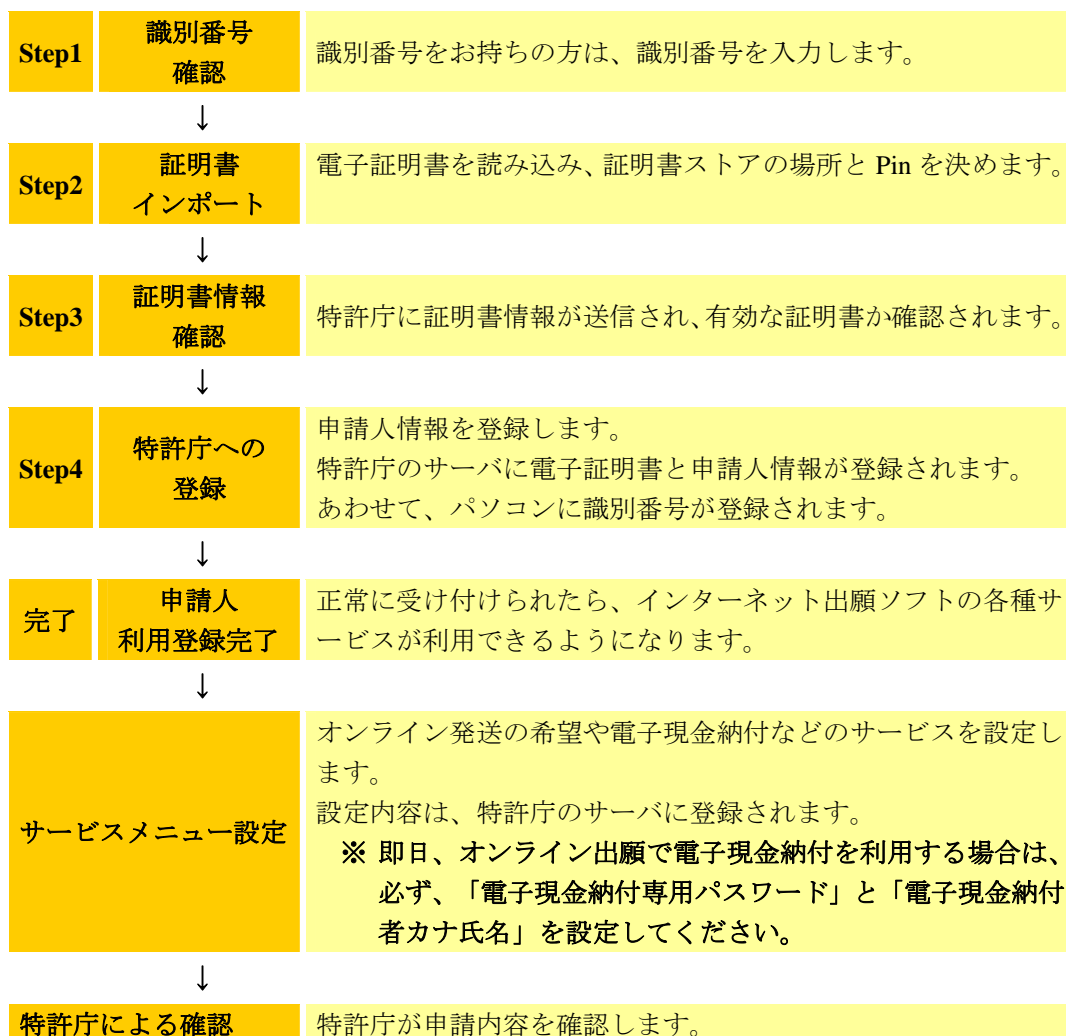 Step1
識別番号
確認
識別番号をお持ちの方は、識別番号を入力します。
↓
Step2
証明書
インポート
電子証明書を読み込み、証明書ストアの場所と Pin を決めます。
↓
Step3
証明書情報
確認
特許庁に証明書情報が送信され、有効な証明書か確認されます。
↓
Step4
特許庁への
登録
申請人情報を登録します。
特許庁のサーバに電子証明書と申請人情報が登録されます。
あわせて、パソコンに識別番号が登録されます。
↓
完了
申請人
利用登録完了
正常に受け付けられたら、インターネット出願ソフトの各種サ
ービスが利用できるようになります。
↓
サービスメニュー設定
オンライン発送の希望や電子現金納付などのサービスを設定し
ます。
設定内容は、特許庁のサーバに登録されます。
※ 即日、オンライン出願で電子現金納付を利用する場合は、
必ず、「電子現金納付専用パスワード」と「電子現金納付
者カナ氏名」を設定してください。
↓
特許庁による確認
特許庁が申請内容を確認します。